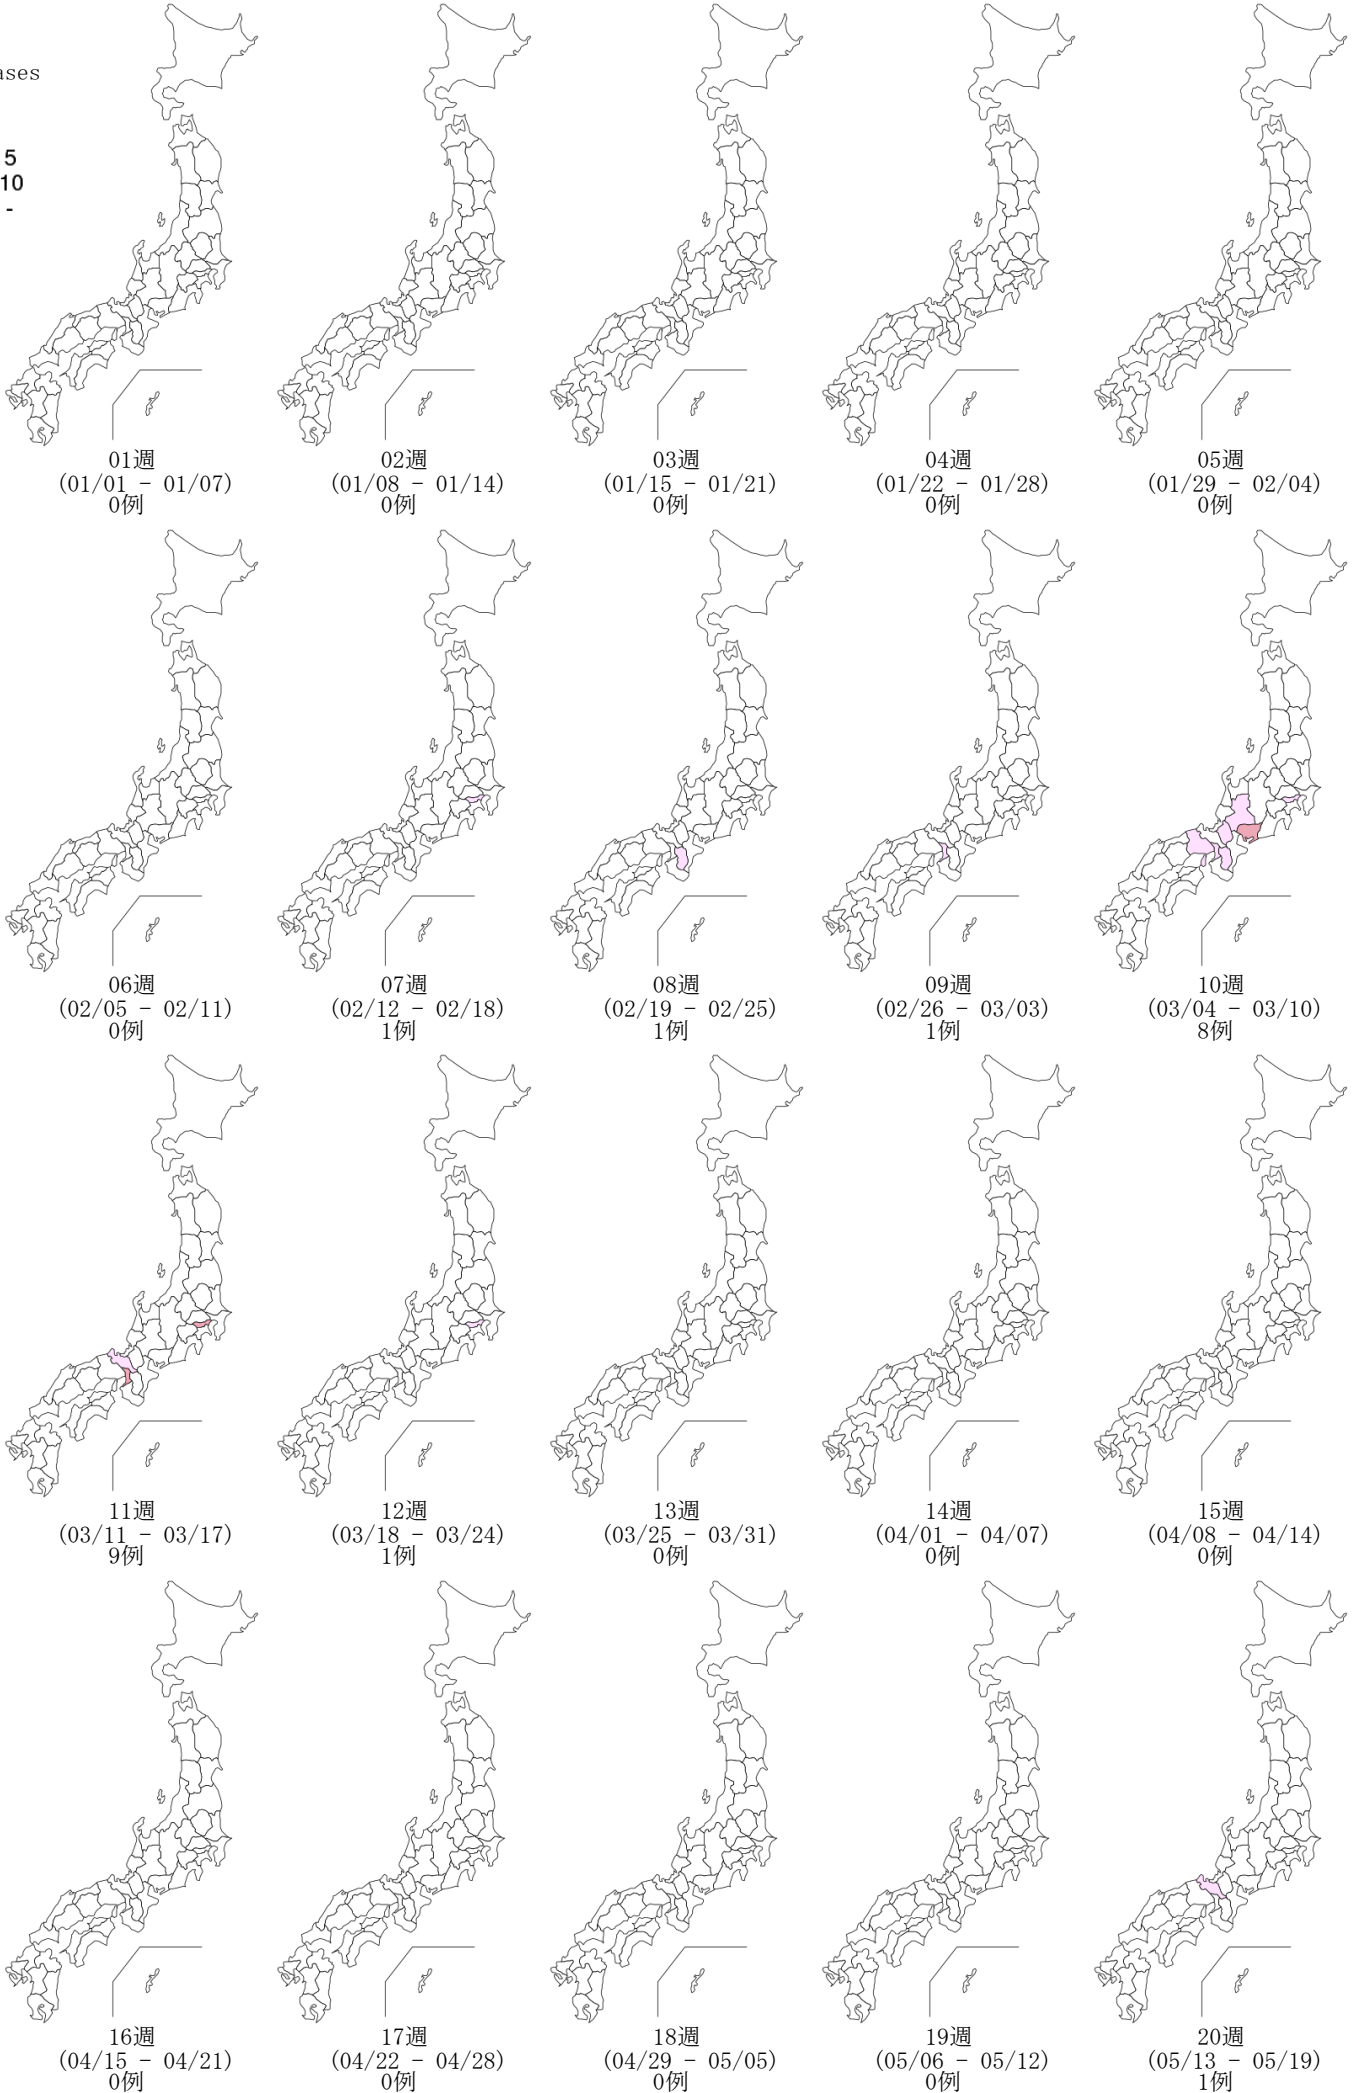 5
10
-
01週
(01/01 - 01/07)
0例
02週
(01/08 - 01/14)
0例
03週
(01/15 - 01/21)
0例
04週
(01/22 - 01/28)
0例
05週
(01/29 - 02/04)
0例
06週
(02/05 - 02/11)
0例
07週
(02/12 - 02/18)
1例
08週
(02/19 - 02/25)
1例
09週
(02/26 - 03/03)
1例
10週
(03/04 - 03/10)
8例
11週
(03/11 - 03/17)
9例
12週
(03/18 - 03/24)
1例
13週
(03/25 - 03/31)
0例
14週
(04/01 - 04/07)
0例
15週
(04/08 - 04/14)
0例
16週
(04/15 - 04/21)
0例
17週
(04/22 - 04/28)
0例
18週
(04/29 - 05/05)
0例
19週
(05/06 - 05/12)
0例
20週
(05/13 - 05/19)
1例